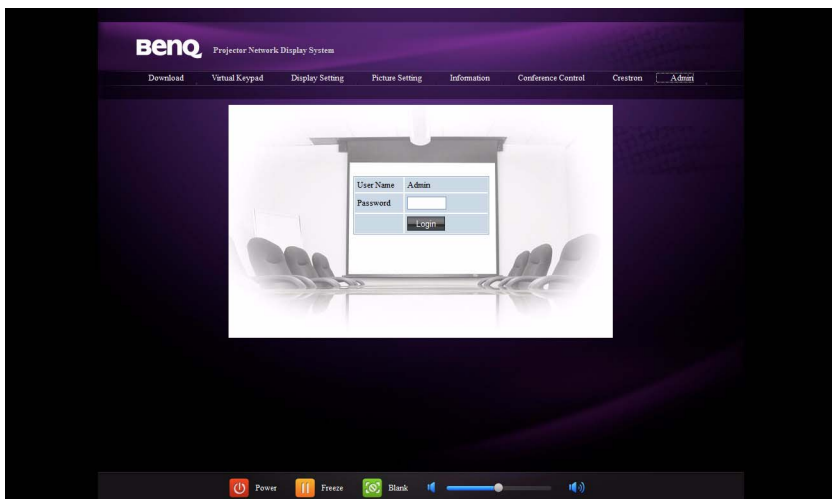 BenQ Projector Network Display System
Download Virtual Keypad Display Setting Picture Setting Information Conference Control Crestron Admin
User Name Admin
Password
Login
Power Freeze Blank